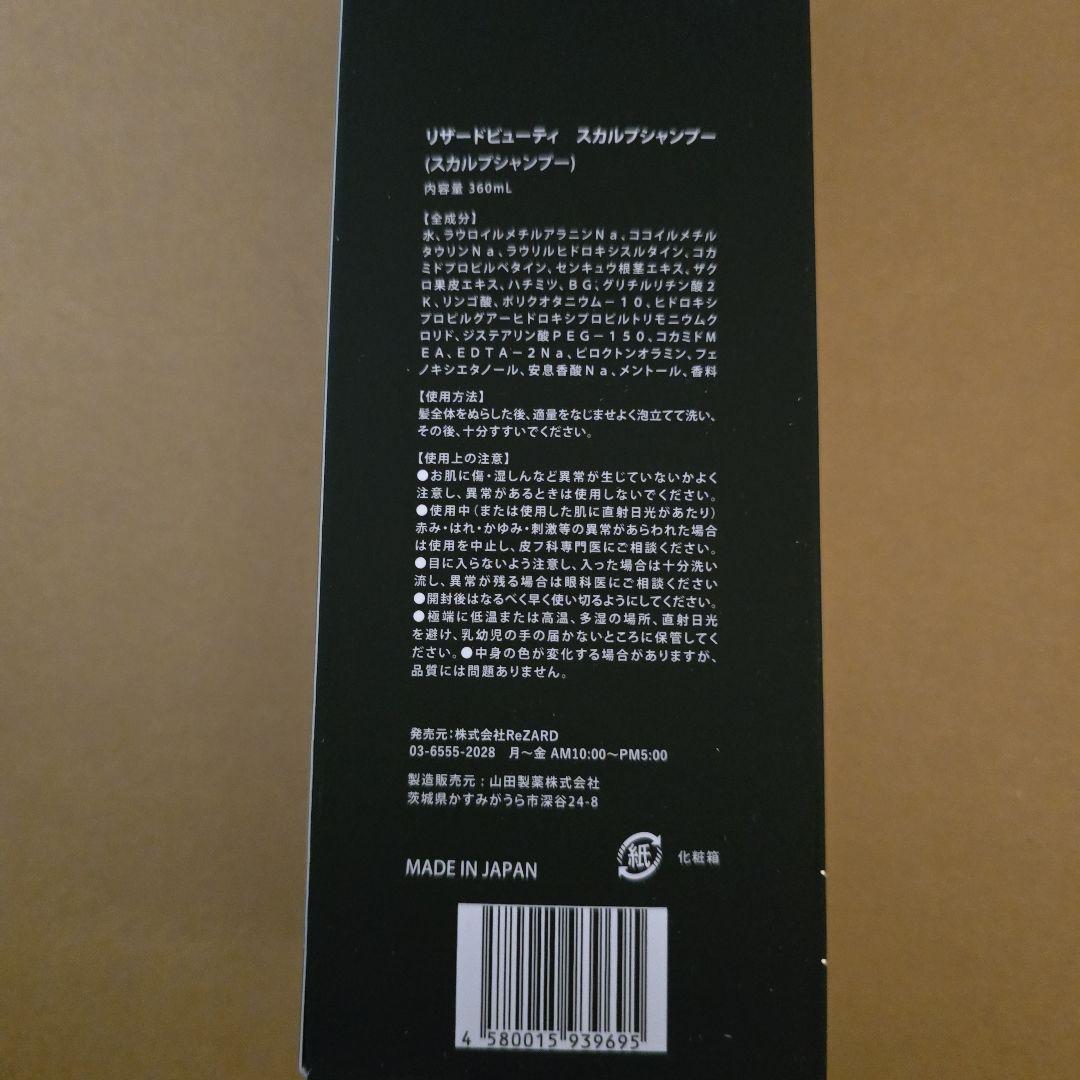 リザードビューティ　スカルプシャンプー
(スカルプシャンプー)
内容量 360mL
【全成分】
水、ラウロイルメチルアラニンNa、ココイルメチル
タウリンNa、ラウリルヒドロキシスルタイン、コカ
ミドプロピルベタイン、センキュウ根茎エキス、ザク
ロ果皮エキス、ハチミツ、BG、グリチルリチン酸2
K、リンゴ酸、ポリクオタニウム－10、ヒドロキシ
プロピルグアーヒドロキシプロピルトリモニウムク
ロリド、ジステアリン酸PEG－150、コカミドM
EA、EDTA－2Na、ピロクトンオラミン、フェ
ノキシエタノール、安息香酸Na、メントール、香料
【使用方法】
髪全体をぬらした後、適量をなじませよく泡立てて洗い、
その後、十分すすいでください。
【使用上の注意】
●お肌に傷・湿しんなど異常が生じていないかよく
注意し、異常があるときは使用しないでください。
●使用中(または使用した肌に直射日光があたり)
赤み・はれ・かゆみ・刺激等の異常があらわれた場合
は使用を中止し、皮フ科専門医にご相談ください。
●目に入らないよう注意し、入った場合は十分洗い
流し、異常が残る場合は眼科医にご相談ください
●開封後はなるべく早く使い切るようにしてください。
●極端に低温または高温、多湿の場所、直射日光
を避け、乳幼児の手の届かないところに保管してく
ださい。●中身の色が変化する場合がありますが、
品質には問題ありません。
発売元：株式会社ReZARD
03-6555-2028　月〜金 AM10:00〜PM5:00
製造販売元：山田製薬株式会社
茨城県かすみがうら市深谷24-8
紙 化粧箱
MADE IN JAPAN
4 580015 939695